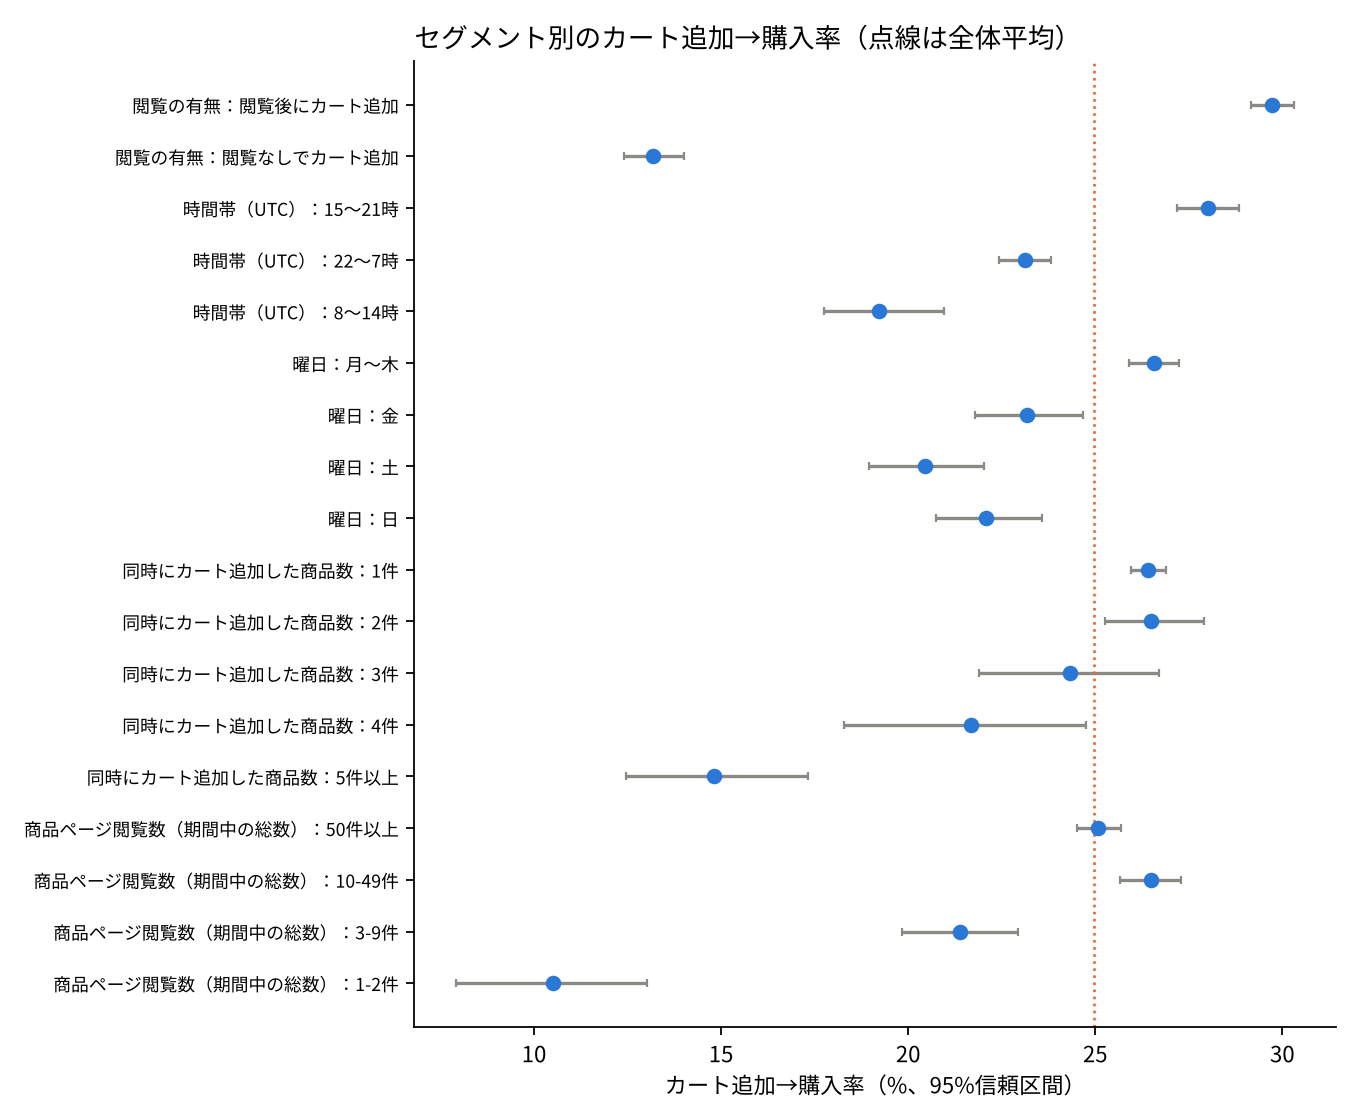 セグメント別のカート追加→購入率（点線は全体平均）
閲覧の有無：閲覧後にカート追加
閲覧の有無：閲覧なしでカート追加
時間帯（UTC）：15～21時
時間帯（UTC）：22～7時
時間帯（UTC）：8～14時
曜日：月～木
曜日：金
曜日：土
曜日：日
同時にカート追加した商品数：1件
同時にカート追加した商品数：2件
同時にカート追加した商品数：3件
同時にカート追加した商品数：4件
同時にカート追加した商品数：5件以上
商品ページ閲覧数（期間中の総数）：50件以上
商品ページ閲覧数（期間中の総数）：10-49件
商品ページ閲覧数（期間中の総数）：3-9件
商品ページ閲覧数（期間中の総数）：1-2件
10 15 20 25 30
カート追加→購入率（%、95%信頼区間）